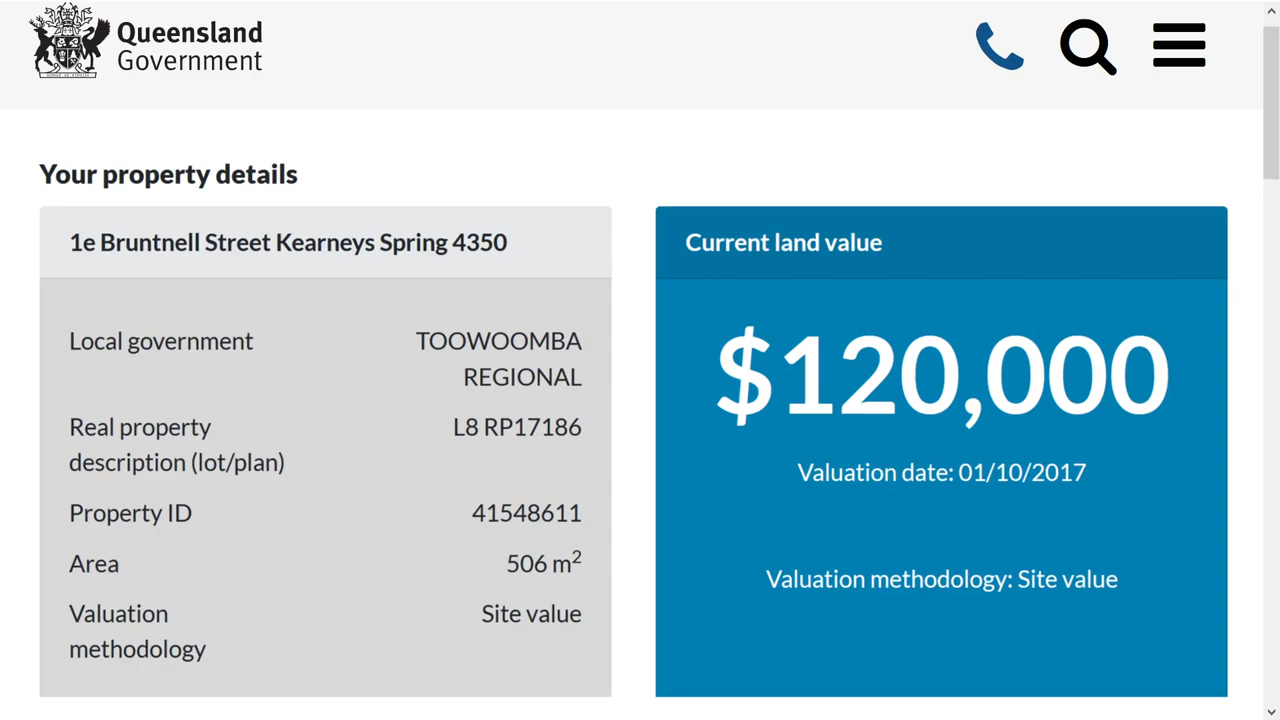 Queensland
Government
Your property details
1e Bruntnell Street Kearneys Spring 4350
Local government TOOWOOMBA
REGIONAL
Real property L8 RP17186
description (lot/plan)
Property ID 41548611
Area 506 m²
Valuation Site value
methodology
Current land value
$120,000
Valuation date: 01/10/2017
Valuation methodology: Site value